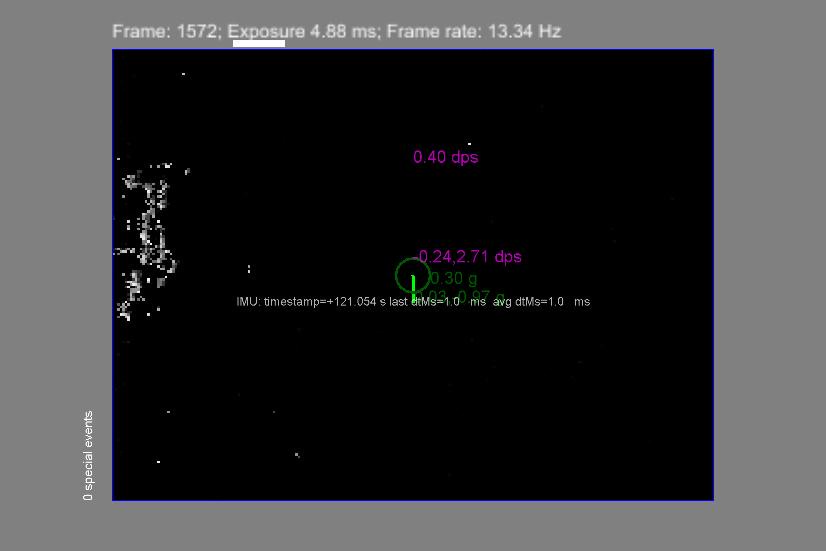 Frame: 1572; Exposure 4.88 ms; Frame rate: 13.34 Hz
0.40 dps
-0.24,2.71 dps
0.30 g
IMU: timestamp=+121.054 s last dtMs=1.0 ms avg dtMs=1.0 ms
0 special events